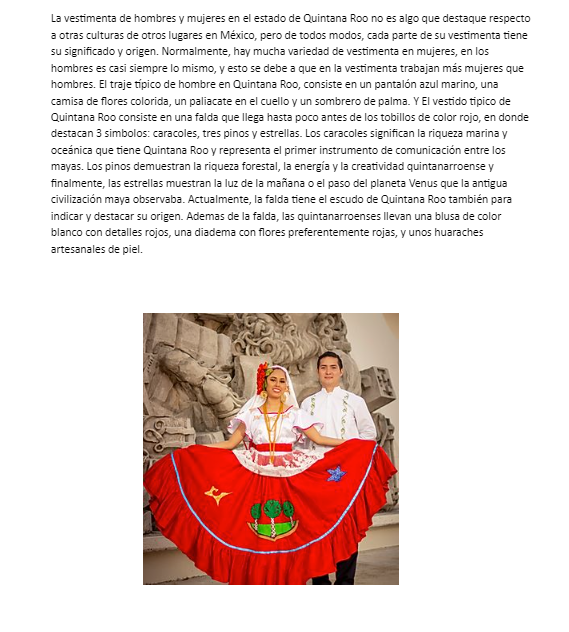 La vestimenta de hombres y mujeres en el estado de Quintana Roo no es algo que destaque respecto
a otras culturas de otros lugares en México, pero de todos modos, cada parte de su vestimenta tiene
su significado y origen. Normalmente, hay mucha variedad de vestimenta en mujeres, en los
hombres es casi siempre lo mismo, y esto se debe a que en la vestimenta trabajan más mujeres que
hombres. El traje típico de hombre en Quintana Roo, consiste en un pantalón azul marino, una
camisa de flores colorida, un paliacate en el cuello y un sombrero de palma. Y El vestido tipico de
Quintana Roo consiste en una falda que llega hasta poco antes de los tobillos de color rojo, en donde
destacan 3 simbolos: caracoles, tres pinos y estrellas. Los caracoles significan la riqueza marina y
oceánica que tiene Quintana Roo y representa el primer instrumento de comunicación entre los
mayas. Los pinos demuestran la riqueza forestal, la energía y la creatividad quintanarroense y
finalmente, las estrellas muestran la luz de la mañana o el paso del planeta Venus que la antigua
civilización maya observaba. Actualmente, la falda tiene el escudo de Quintana Roo también para
indicar y destacar su origen. Ademas de la falda, las quintanarroenses llevan una blusa de color
blanco con detalles rojos, una diadema con flores preferentemente rojas, y unos huaraches
artesanales de piel.